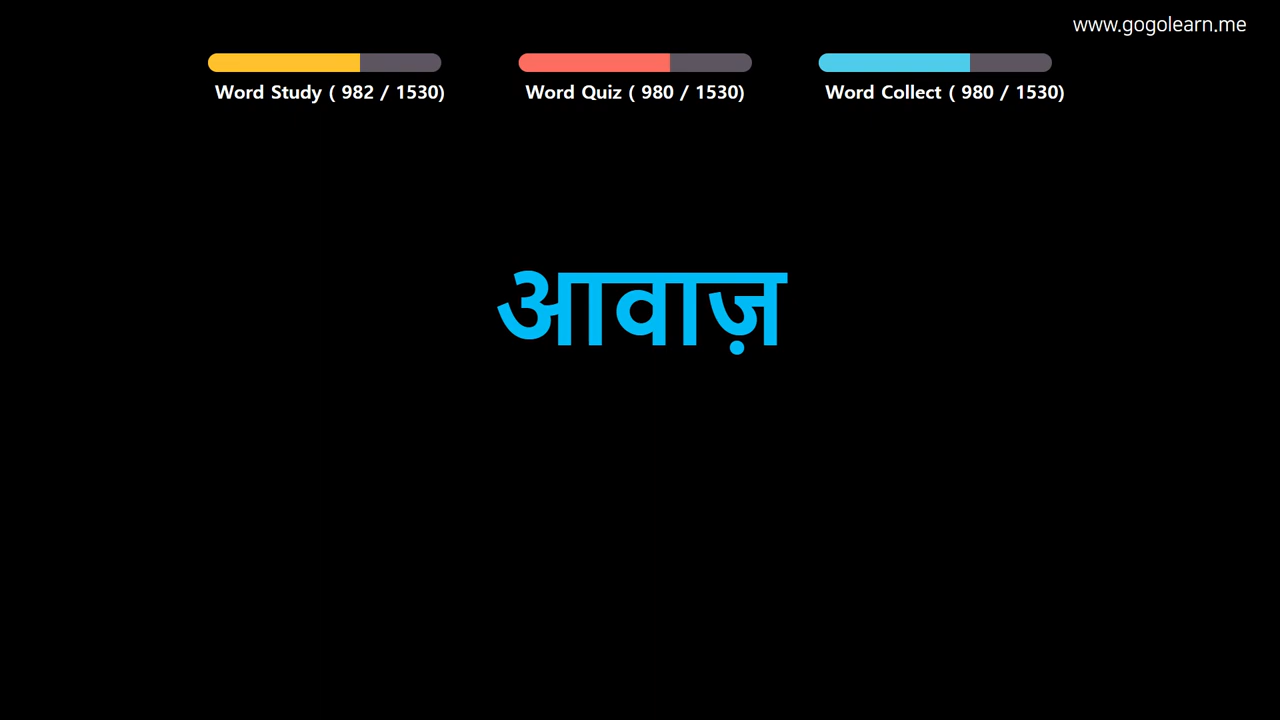 www.gogolearn.me
Word Study ( 982 / 1530)
Word Quiz ( 980 / 1530)
Word Collect ( 980 / 1530)
आवाज़